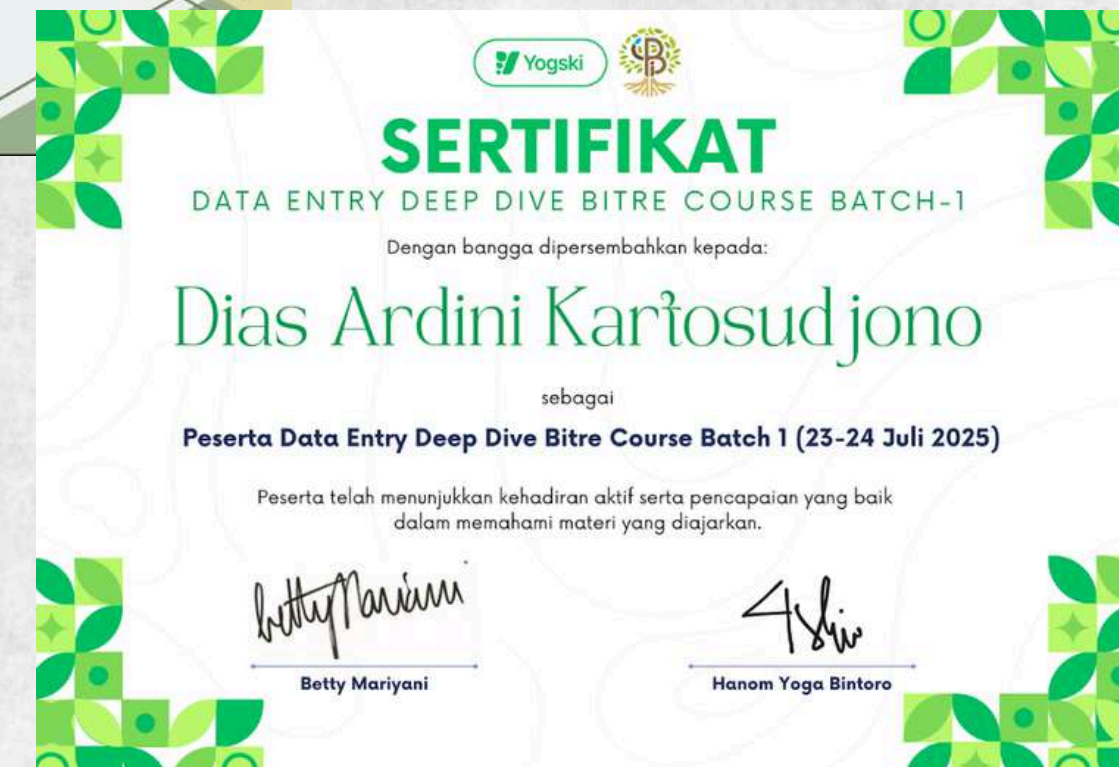 Yogski
SERTIFIKAT
DATA ENTRY DEEP DIVE BITRE COURSE BATCH-1
Dengan bangga dipersembahkan kepada:
Dias Ardini Kartosudjono
sebagai
Peserta Data Entry Deep Dive Bitre Course Batch 1 (23-24 Juli 2025)
Peserta telah menunjukkan kehadiran aktif serta pencapaian yang baik
dalam memahami materi yang diajarkan.
Betty Mariyani
Hanom Yoga Bintoro